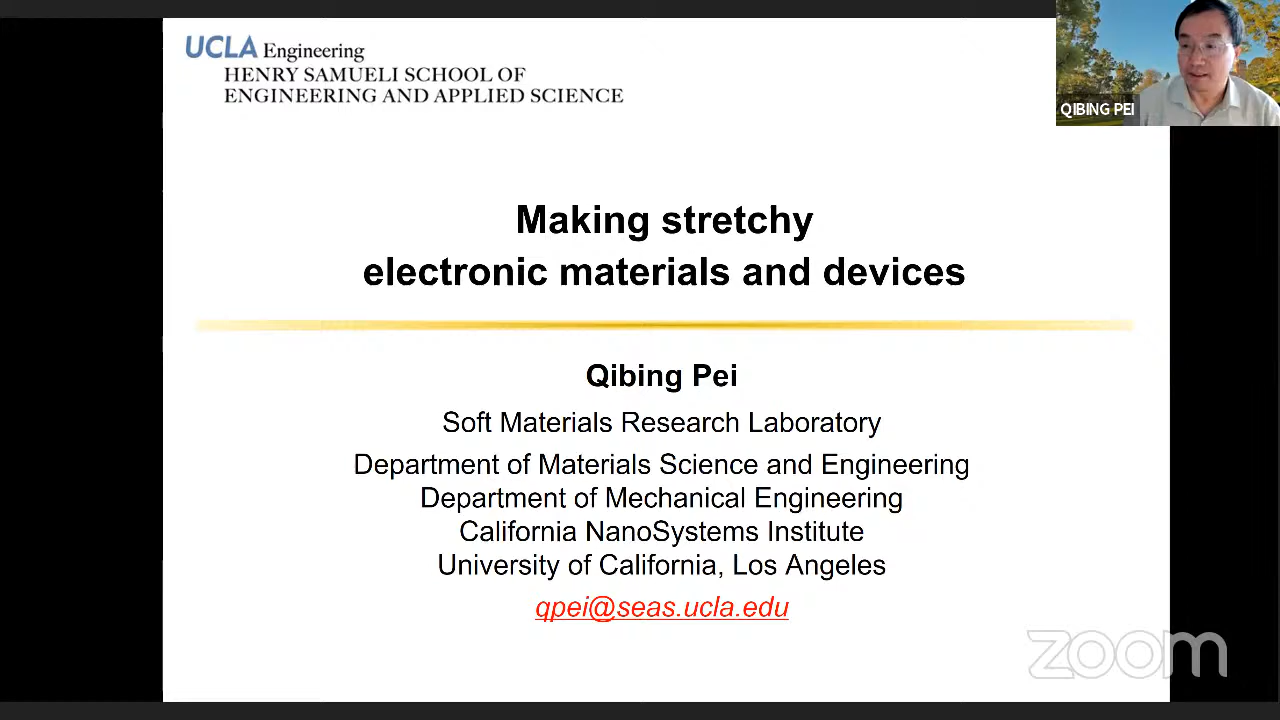 UCLA Engineering
HENRY SAMUELI SCHOOL OF
ENGINEERING AND APPLIED SCIENCE
QIBING PEI
Making stretchy
electronic materials and devices
Qibing Pei
Soft Materials Research Laboratory
Department of Materials Science and Engineering
Department of Mechanical Engineering
California NanoSystems Institute
University of California, Los Angeles
qpei@seas.ucla.edu
zoom